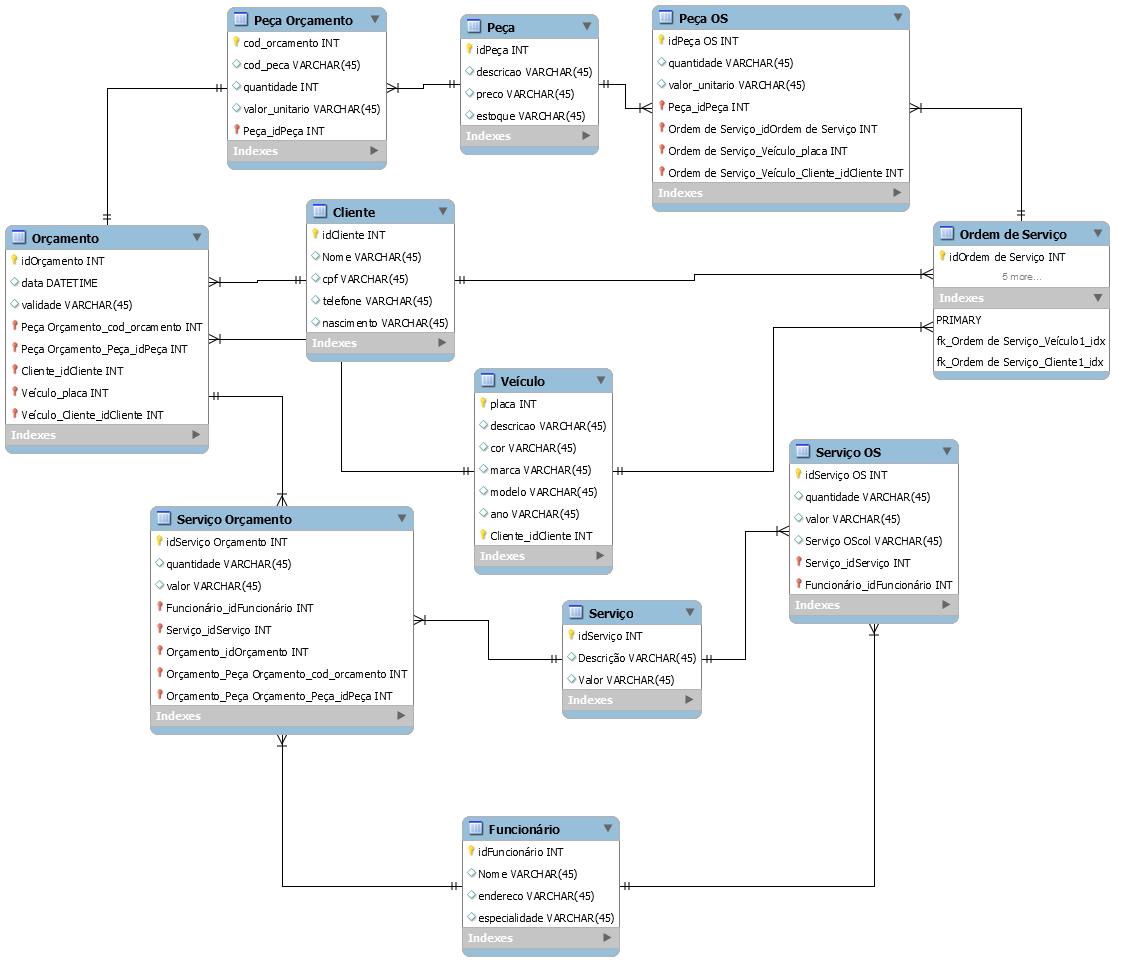 Peça Orçamento
cod_orcamento INT
cod_peca VARCHAR(45)
quantidade INT
valor_unitario VARCHAR(45)
Peça_idPeça INT
Indexes
Peça
idPeça INT
descricao VARCHAR(45)
preco VARCHAR(45)
estoque VARCHAR(45)
Indexes
Peça OS
idPeça OS INT
quantidade VARCHAR(45)
valor_unitario VARCHAR(45)
Peça_idPeça INT
Ordem de Serviço_idOrdem de Serviço INT
Ordem de Serviço_Veículo_placa INT
Ordem de Serviço_Veículo_Cliente_idCliente INT
Indexes
Orçamento
idOrçamento INT
data DATETIME
validade VARCHAR(45)
Peça Orçamento_cod_orcamento INT
Peça Orçamento_Peça_idPeça INT
Cliente_idCliente INT
Veículo_placa INT
Veículo_Cliente_idCliente INT
Indexes
Cliente
idCliente INT
Nome VARCHAR(45)
cpf VARCHAR(45)
telefone VARCHAR(45)
nascimento VARCHAR(45)
Indexes
Ordem de Serviço
idOrdem de Serviço INT
5 more...
Indexes
PRIMARY
fk_Ordem de Serviço_Veículo1_idx
fk_Ordem de Serviço_Cliente1_idx
Veículo
placa INT
descricao VARCHAR(45)
cor VARCHAR(45)
marca VARCHAR(45)
modelo VARCHAR(45)
ano VARCHAR(45)
Cliente_idCliente INT
Indexes
Serviço OS
idServiço OS INT
quantidade VARCHAR(45)
valor VARCHAR(45)
Serviço OScol VARCHAR(45)
Serviço_idServiço INT
Funcionário_idFuncionário INT
Indexes
Serviço Orçamento
idServiço Orçamento INT
quantidade VARCHAR(45)
valor VARCHAR(45)
Funcionário_idFuncionário INT
Serviço_idServiço INT
Orçamento_idOrçamento INT
Orçamento_Peça Orçamento_cod_orcamento INT
Orçamento_Peça Orçamento_Peça_idPeça INT
Indexes
Serviço
idServiço INT
Descrição VARCHAR(45)
Valor VARCHAR(45)
Indexes
Funcionário
idFuncionário INT
Nome VARCHAR(45)
endereco VARCHAR(45)
especialidade VARCHAR(45)
Indexes